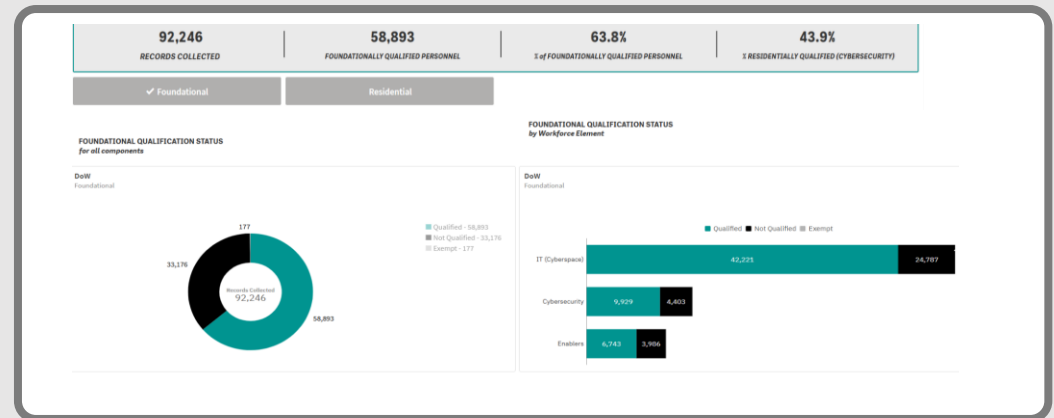 92,246
RECORDS COLLECTED
58,893
FOUNDATIONALLY QUALIFIED PERSONNEL
63.8%
% of FOUNDATIONALLY QUALIFIED PERSONNEL
43.9%
% RESIDENTIALLY QUALIFIED (CYBERSECURITY)
✔ Foundational
Residential
FOUNDATIONAL QUALIFICATION STATUS
for all components
FOUNDATIONAL QUALIFICATION STATUS
by Workforce Element
DoW
Foundational
177
33,176
Records Collected
92,246
58,893
Qualified - 58,893
Not Qualified - 33,176
Exempt - 177
DoW
Foundational
Qualified Not Qualified Exempt
IT (Cyberspace) 42,221 24,787
Cybersecurity 9,929 4,403
Enablers 6,743 3,986